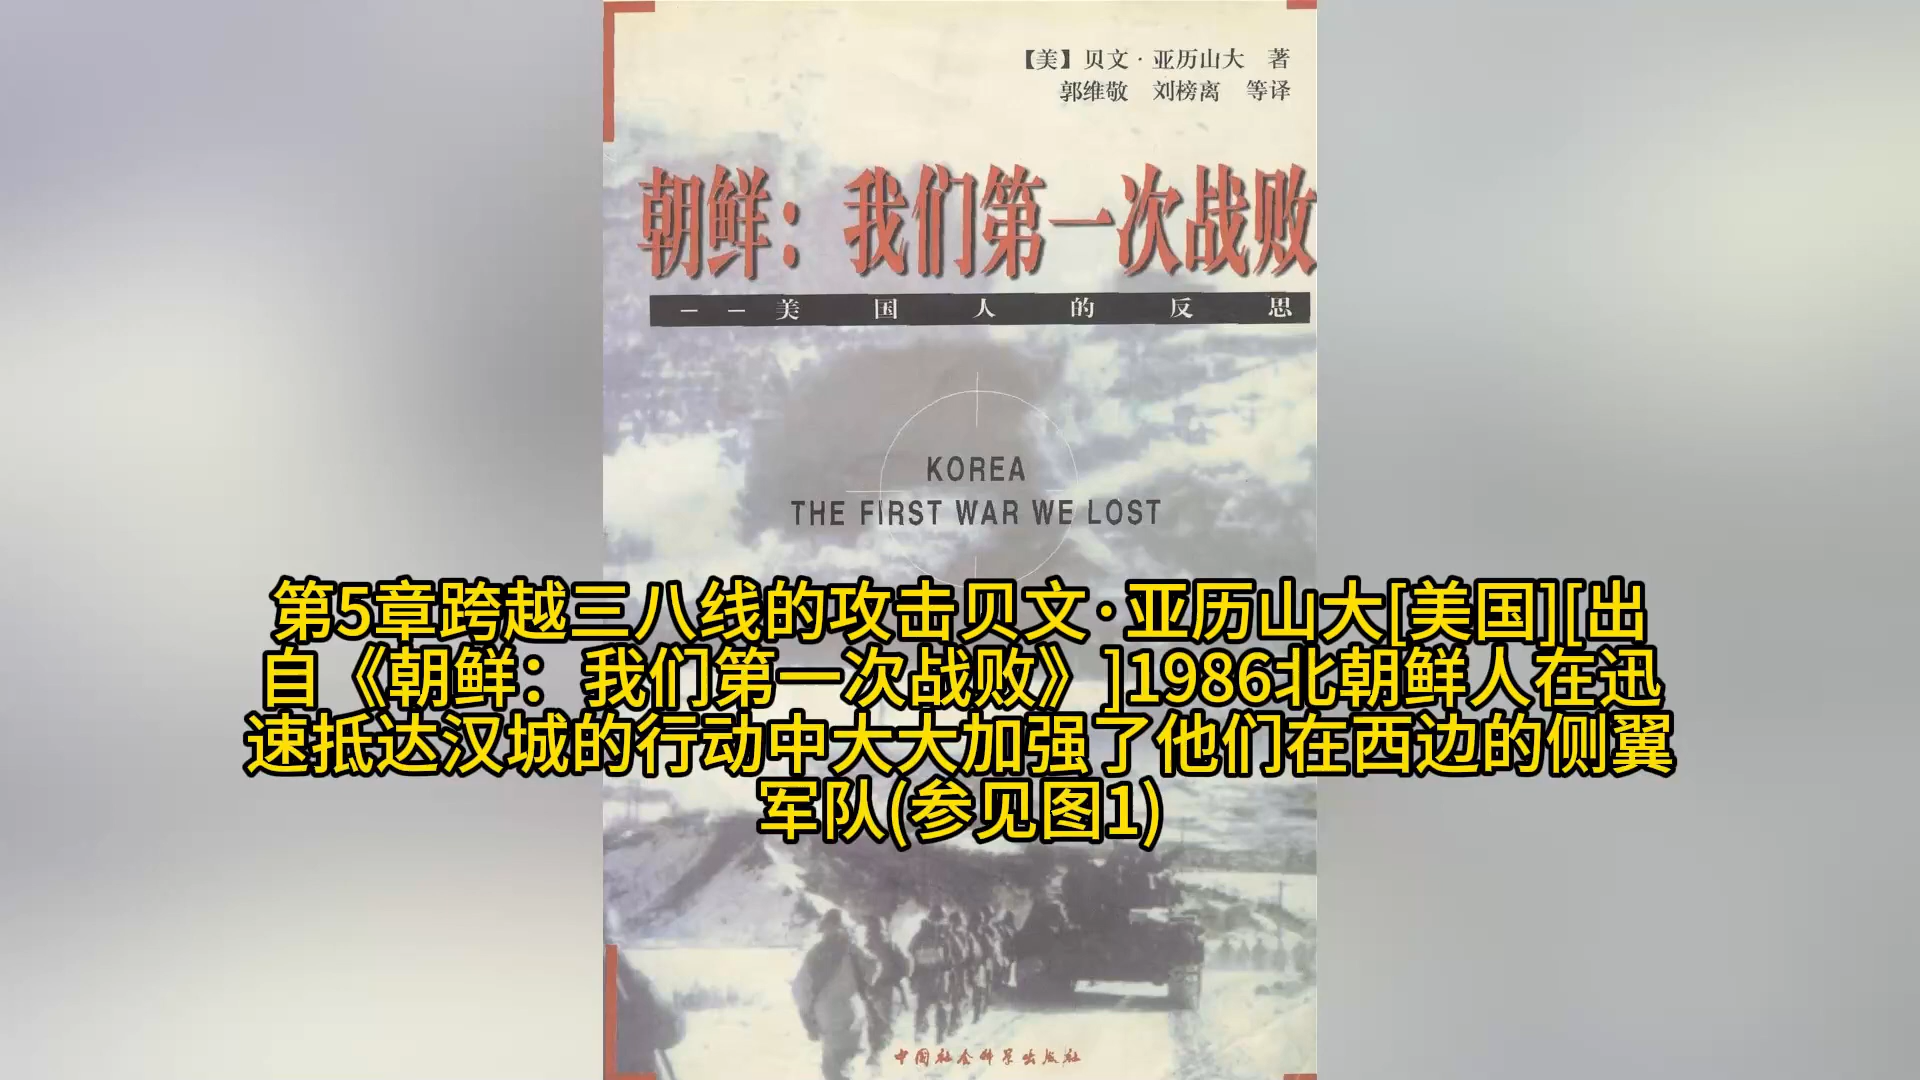 【美】贝文·亚历山大 著
郭维敬 刘榜离 等译
朝鲜：我们第一次战败
－－美国人的反思
KOREA
THE FIRST WAR WE LOST
第5章跨越三八线的攻击贝文·亚历山大[美国][出
自《朝鲜：我们第一次战败》]1986北朝鲜人在迅
速抵达汉城的行动中大大加强了他们在西边的侧翼
军队(参见图1)
中国社会科学出版社